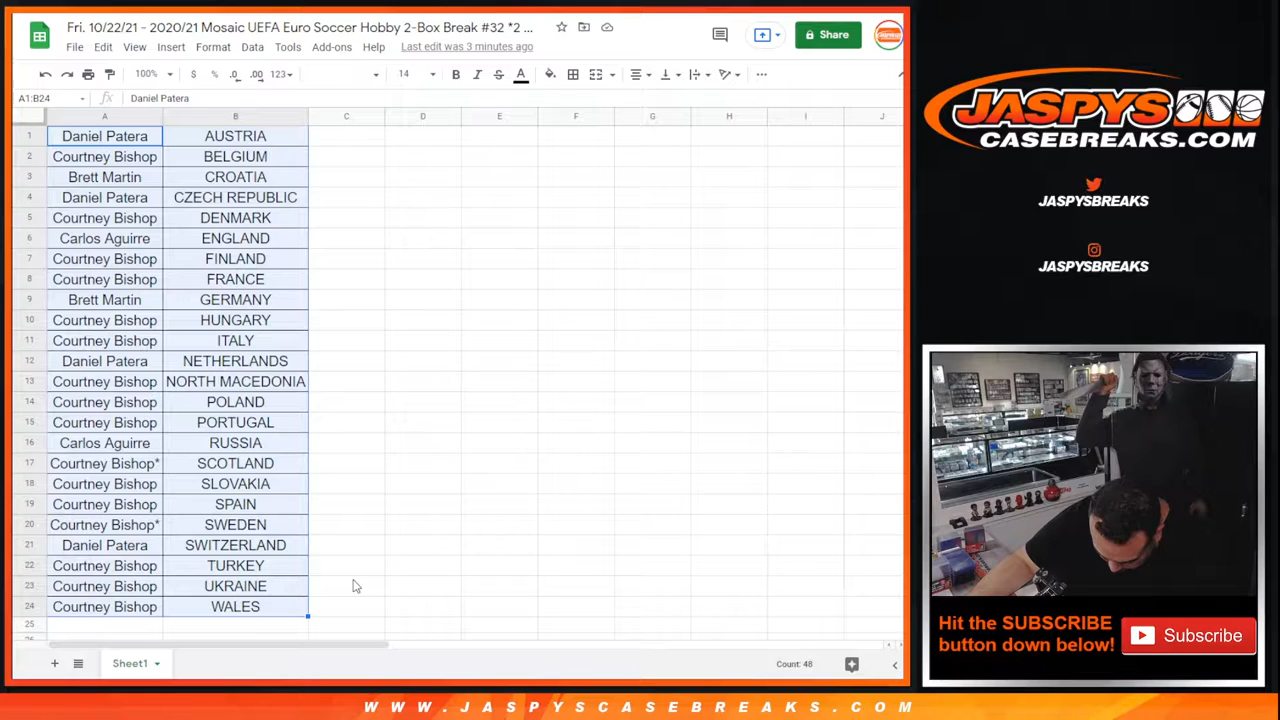 Fri. 10/22/21 - 2020/21 Mosaic UEFA Euro Soccer Hobby 2-Box Break #32 *2 ...
File Edit View Insert Format Data Tools Add-ons Help Last edit was 3 minutes ago
Share
100% $ % .0 .00 123 14 B I S A
A1:B24 fx Daniel Patera
A B C D E F G H I J
1 Daniel Patera AUSTRIA
2 Courtney Bishop BELGIUM
3 Brett Martin CROATIA
4 Daniel Patera CZECH REPUBLIC
5 Courtney Bishop DENMARK
6 Carlos Aguirre ENGLAND
7 Courtney Bishop FINLAND
8 Courtney Bishop FRANCE
9 Brett Martin GERMANY
10 Courtney Bishop HUNGARY
11 Courtney Bishop ITALY
12 Daniel Patera NETHERLANDS
13 Courtney Bishop NORTH MACEDONIA
14 Courtney Bishop POLAND
15 Courtney Bishop PORTUGAL
16 Carlos Aguirre RUSSIA
17 Courtney Bishop* SCOTLAND
18 Courtney Bishop SLOVAKIA
19 Courtney Bishop SPAIN
20 Courtney Bishop* SWEDEN
21 Daniel Patera SWITZERLAND
22 Courtney Bishop TURKEY
23 Courtney Bishop UKRAINE
24 Courtney Bishop WALES
25
Sheet1
Count: 48
JASPYS
CASEBREAKS.COM
JASPYSBREAKS
JASPYSBREAKS
Hit the SUBSCRIBE
button down below!
Subscribe
WWW.JASPYSCASEBREAKS.COM